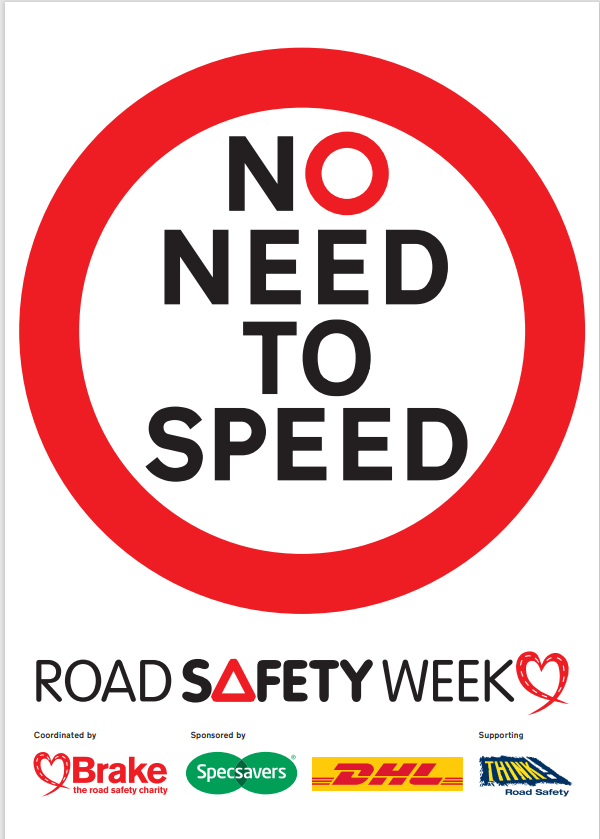 NO
NEED
TO
SPEED
ROAD SAFETY WEEK
Coordinated by
Sponsored by
Supporting
Brake
the road safety charity
Specsavers®
DHL
THINK!
Road Safety